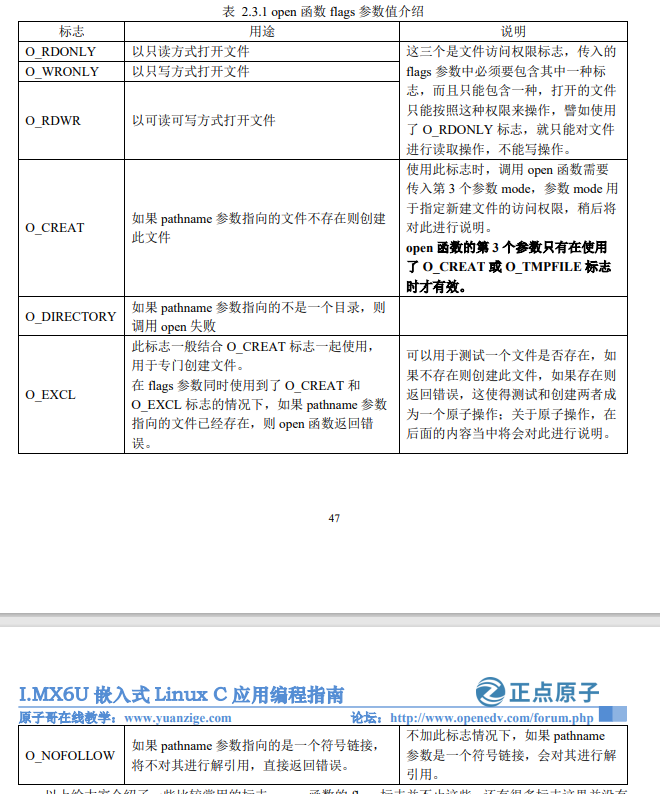 表 2.3.1 open 函数 flags 参数值介绍
标志 用途 说明
O_RDONLY 以只读方式打开文件
O_WRONLY 以只写方式打开文件
O_RDWR 以可读可写方式打开文件
这三个是文件访问权限标志，传入的
flags 参数中必须要包含其中一种标
志，而且只能包含一种，打开的文件
只能按照这种权限来操作，譬如使用
了 O_RDONLY 标志，就只能对文件
进行读取操作，不能写操作。
O_CREAT
如果 pathname 参数指向的文件不存在则创建
此文件
使用此标志时，调用 open 函数需要
传入第 3 个参数 mode，参数 mode 用
于指定新建文件的访问权限，稍后将
对此进行说明。
open 函数的第 3 个参数只有在使用
了 O_CREAT 或 O_TMPFILE 标志
时才有效。
O_DIRECTORY
如果 pathname 参数指向的不是一个目录，则
调用 open 失败
O_EXCL
此标志一般结合 O_CREAT 标志一起使用，
用于专门创建文件。
在 flags 参数同时使用到了 O_CREAT 和
O_EXCL 标志的情况下，如果 pathname 参数
指向的文件已经存在，则 open 函数返回错
误。
可以用于测试一个文件是否存在，如
果不存在则创建此文件，如果存在则
返回错误，这使得测试和创建两者成
为一个原子操作；关于原子操作，在
后面的内容当中将会对此进行说明。
47
I.MX6U 嵌入式 Linux C 应用编程指南
正点原子
原子哥在线教学：www.yuanzige.com 论坛：http://www.openedv.com/forum.php
O_NOFOLLOW
如果 pathname 参数指向的是一个符号链接，
将不对其进行解引用，直接返回错误。
不加此标志情况下，如果 pathname
参数是一个符号链接，会对其进行解
引用。